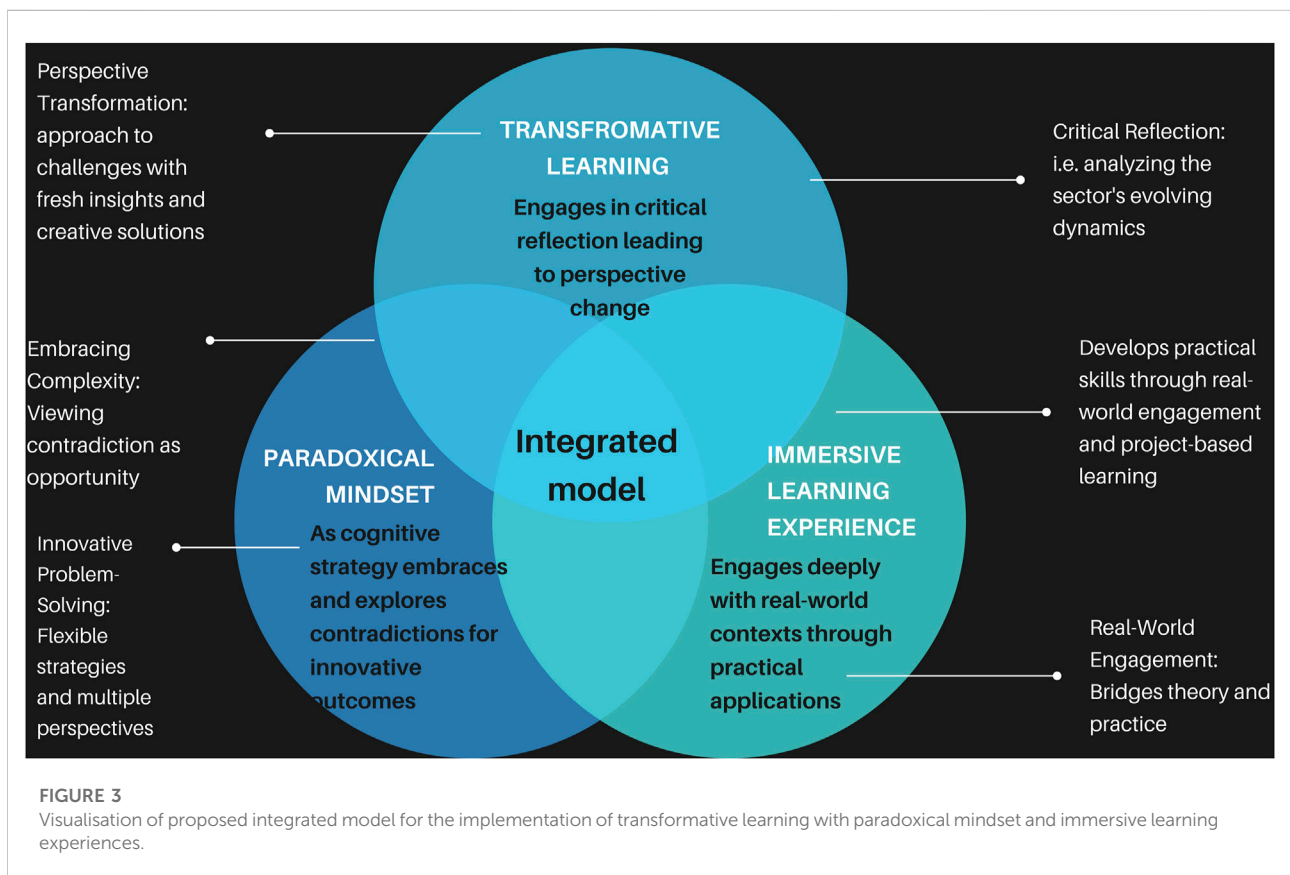 Perspective
Transformation:
approach to
challenges with
fresh insights and
creative solutions
TRANSFROMATIVE
LEARNING
Engages in critical
reflection leading
to perspective
change
Critical Reflection:
i.e. analyzing the
sector's evolving
dynamics
Embracing
Complexity:
Viewing
contradiction as
opportunity
Develops practical
skills through real-
world engagement
and project-based
learning
Integrated
model
PARADOXICAL
MINDSET
As cognitive
strategy embraces
and explores
contradictions for
innovative
outcomes
IMMERSIVE
LEARNING
EXPERIENCE
Engages deeply
with real-world
contexts through
practical
applications
Innovative
Problem-
Solving:
Flexible
strategies
and multiple
perspectives
Real-World
Engagement:
Bridges theory and
practice
FIGURE 3
Visualisation of proposed integrated model for the implementation of transformative learning with paradoxical mindset and immersive learning
experiences.